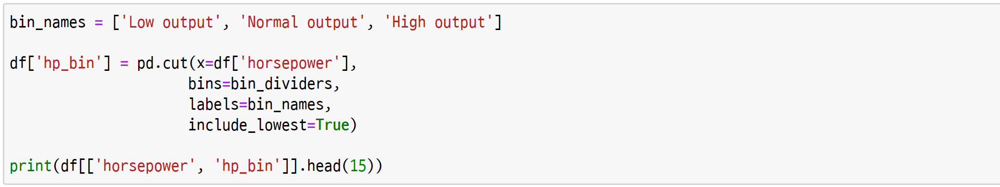 bin_names = ['Low output', 'Normal output', 'High output']
df['hp_bin'] = pd.cut(x=df['horsepower'],
bins=bin_dividers,
labels=bin_names,
include_lowest=True)
print(df[['horsepower', 'hp_bin']].head(15))